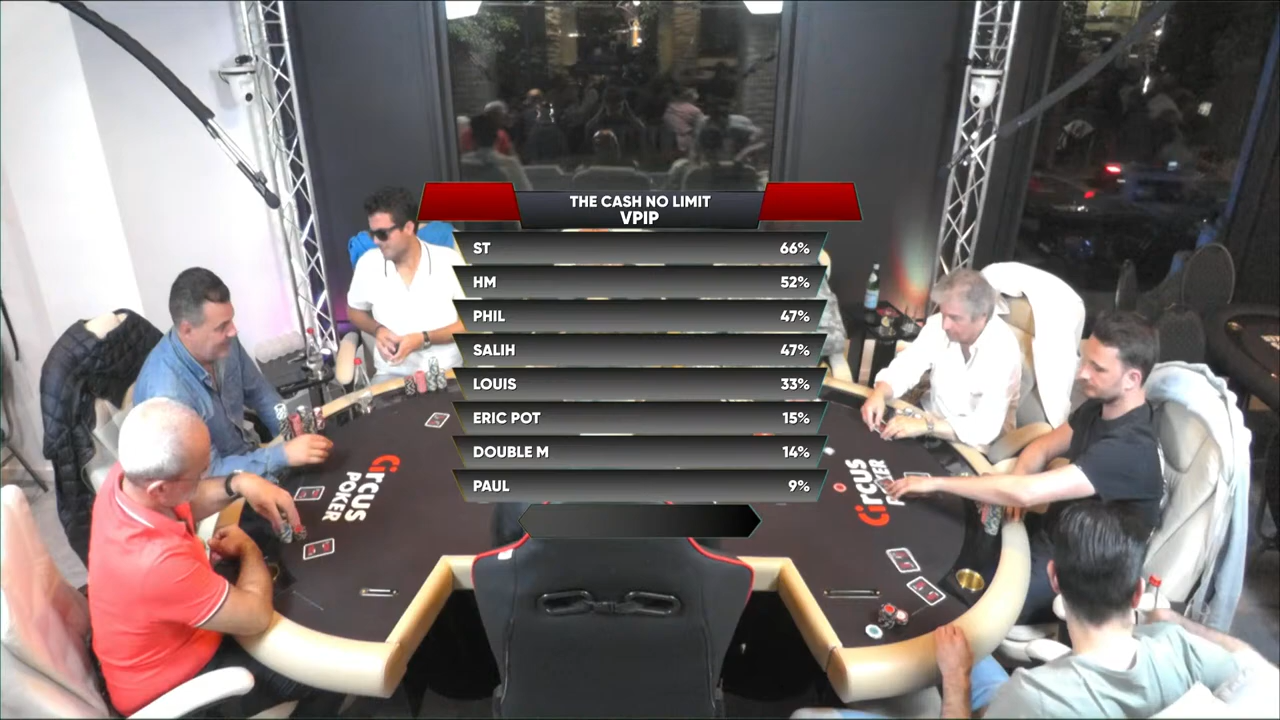 THE CASH NO LIMIT
VPIP
ST 66%
HM 52%
PHIL 47%
SALIH 47%
LOUIS 33%
ERIC POT 15%
DOUBLE M 14%
PAUL 9%
CIRCUS
POKER
CIRCUS
POKER